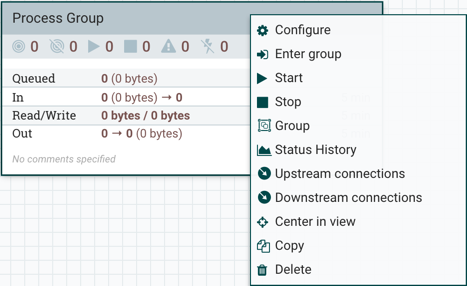 Process Group
0 0 0 0 0 0
Queued 0 (0 bytes)
In 0 (0 bytes) → 0
Read/Write 0 bytes / 0 bytes
Out 0 → 0 (0 bytes)
No comments specified
Configure
Enter group
Start
Stop
Group
Status History
Upstream connections
Downstream connections
Center in view
Copy
Delete